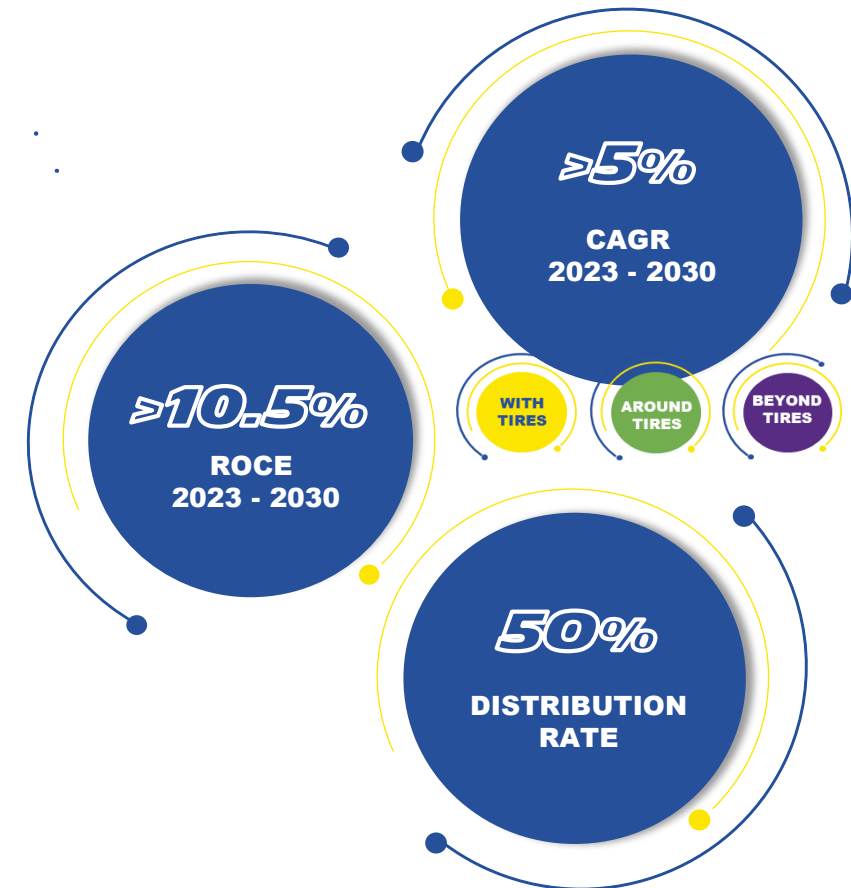 >5%
CAGR
2023 - 2030
>10.5%
ROCE
2023 - 2030
WITH
TIRES
AROUND
TIRES
BEYOND
TIRES
50%
DISTRIBUTION
RATE